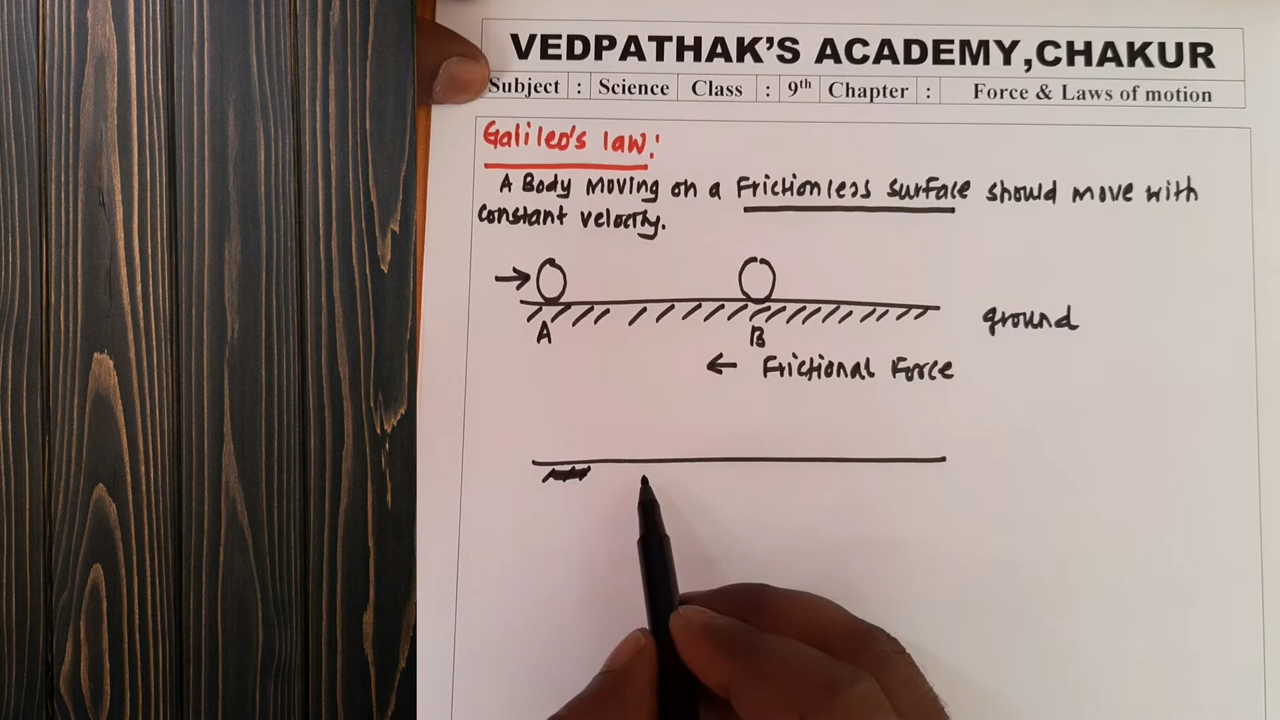 VEDPATHAK'S ACADEMY,CHAKUR
Subject : Science Class : 9th Chapter : Force & Laws of motion
Galileo's law:
A Body moving on a Frictionless surface should move with
constant velocity.
A B
ground
← Frictional Force